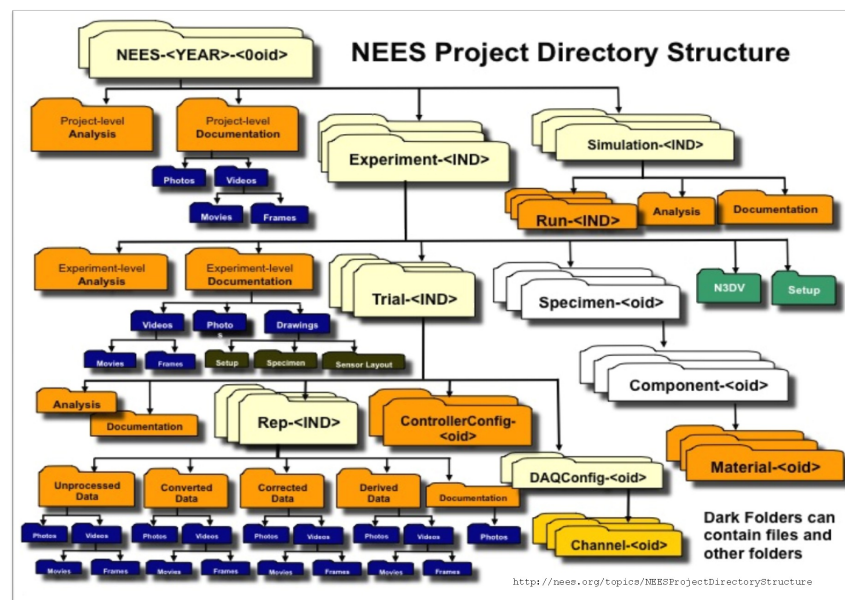 NEES-<YEAR>-<0oid>
NEES Project Directory Structure
Project-level
Analysis
Project-level
Documentation
Experiment-<IND>
Simulation-<IND>
Photos
Videos
Movies
Frames
Run-<IND>
Analysis
Documentation
Experiment-level
Analysis
Experiment-level
Documentation
Trial-<IND>
Specimen-<oid>
N3DV
Setup
Videos
Photo
Drawings
Movies
Frames
Setup
Specimen
Sensor Layout
Component-<oid>
Analysis
Documentation
Rep-<IND>
ControllerConfig-
<oid>
Material-<oid>
Unprocessed
Data
Converted
Data
Corrected
Data
Derived
Data
Documentation
DAQConfig-<oid>
Photos
Videos
Photos
Videos
Photos
Videos
Photos
Videos
Photos
Channel-<oid>
Movies
Frames
Movies
Frames
Movies
Frames
Movies
Frames
Dark Folders can
contain files and
other folders
http://nees.org/topics/NEESProjectDirectoryStructure